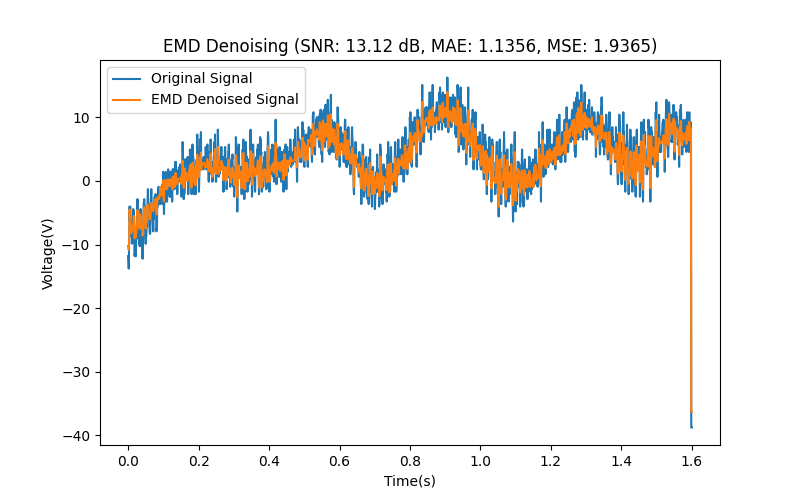 EMD Denoising (SNR: 13.12 dB, MAE: 1.1356, MSE: 1.9365)
Original Signal
EMD Denoised Signal
Voltage(V)
10
0
−10
−20
−30
−40
0.0 0.2 0.4 0.6 0.8 1.0 1.2 1.4 1.6
Time(s)